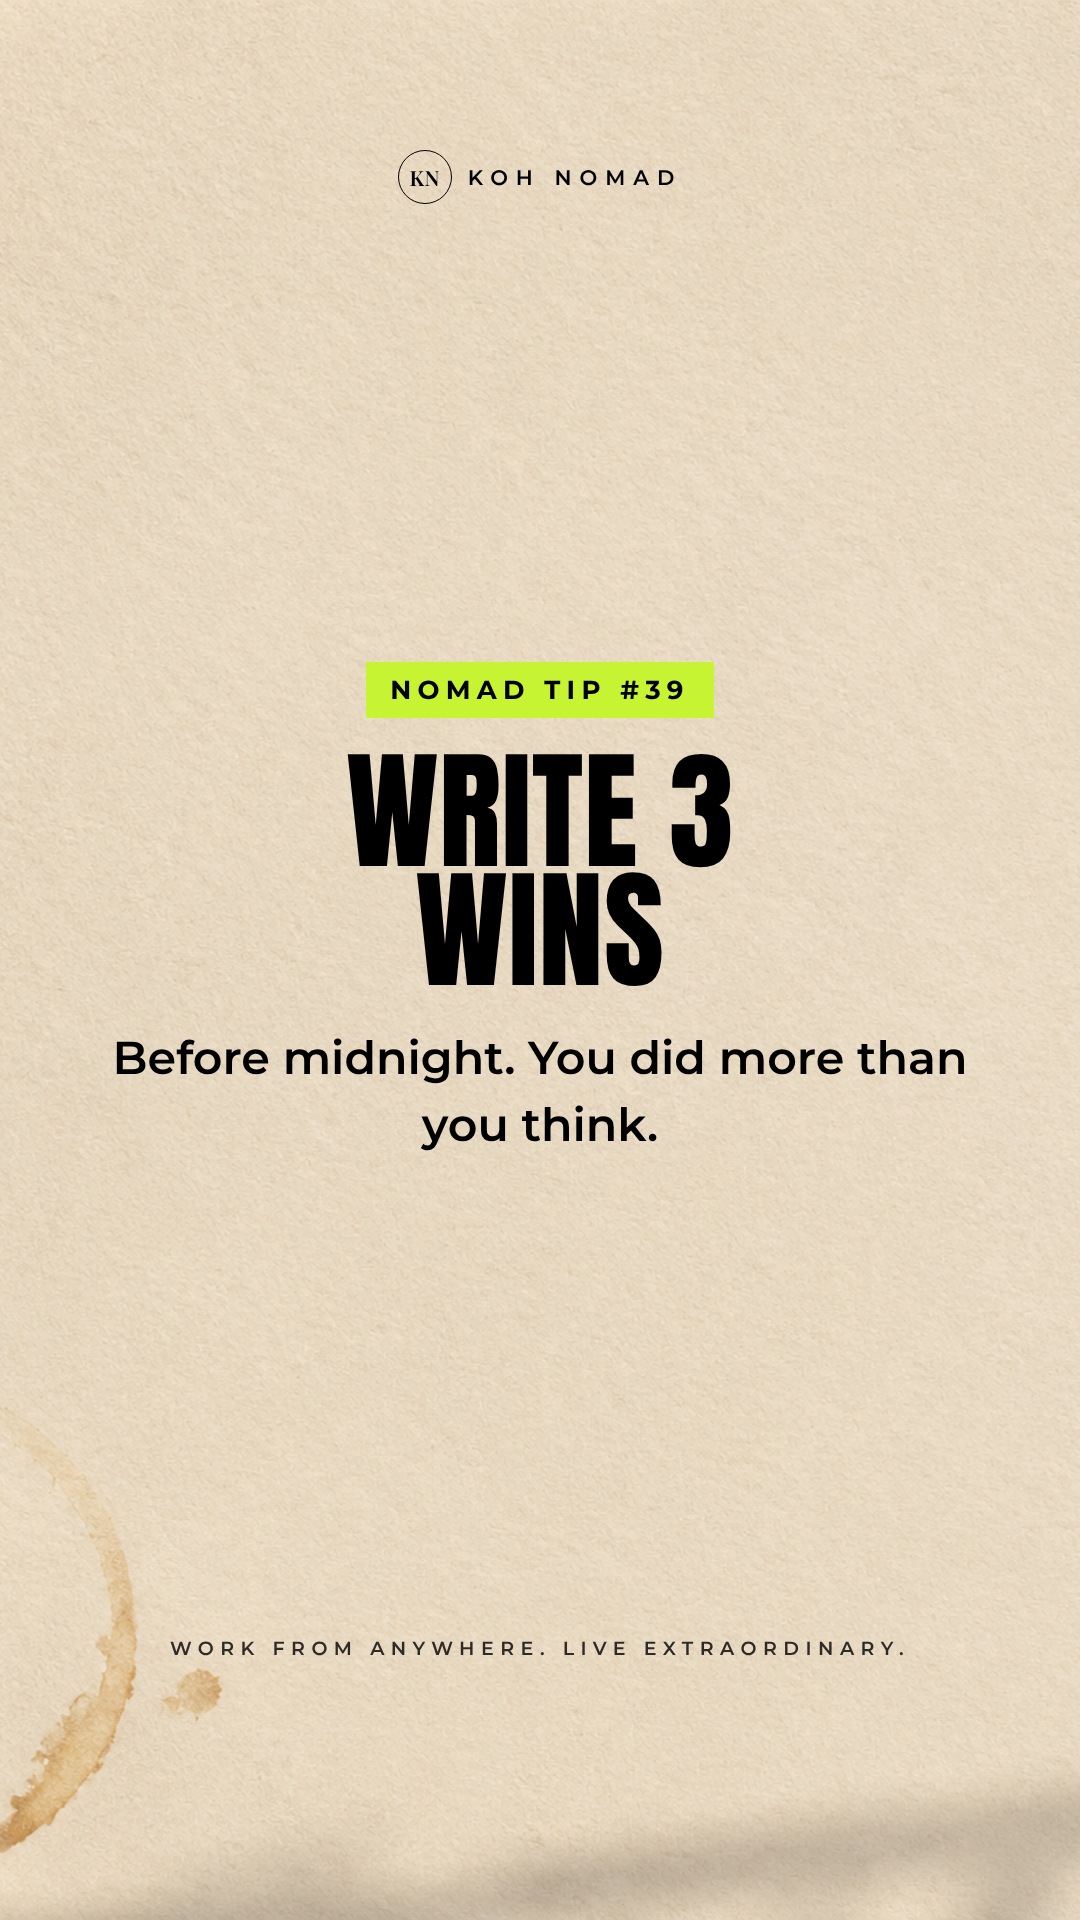 KN KOH NOMAD
NOMAD TIP #39
WRITE 3
WINS
Before midnight. You did more than
you think.
WORK FROM ANYWHERE. LIVE EXTRAORDINARY.